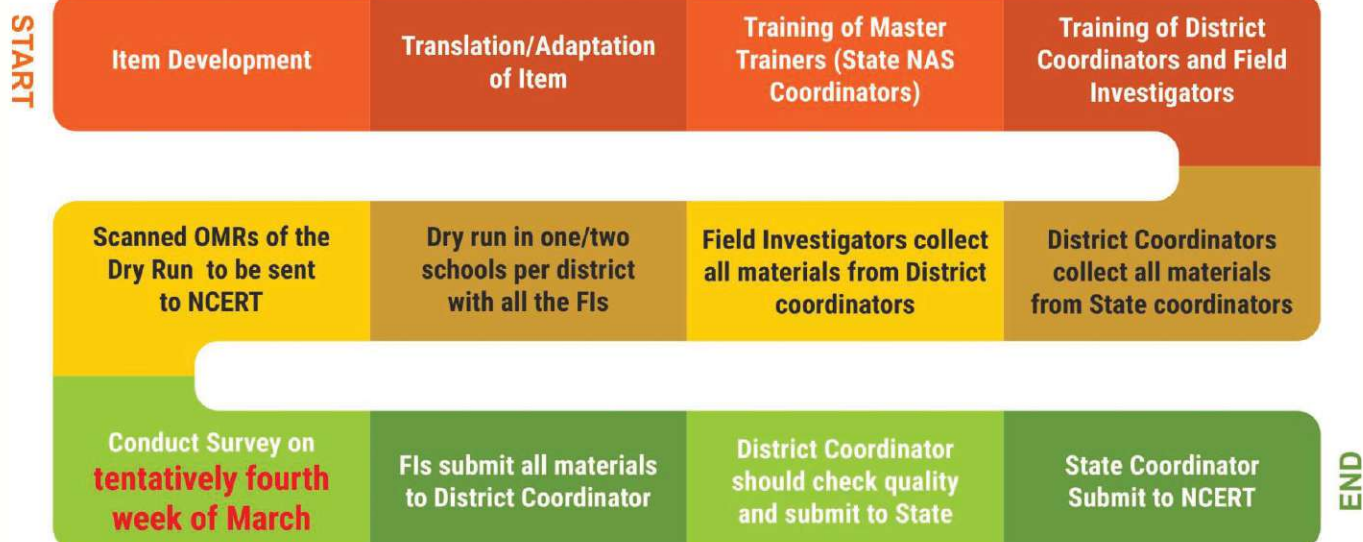 START
Item Development
Translation/Adaptation
of Item
Training of Master
Trainers (State NAS
Coordinators)
Training of District
Coordinators and Field
Investigators
District Coordinators
collect all materials
from State coordinators
Field Investigators collect
all materials from District
coordinators
Dry run in one/two
schools per district
with all the FIs
Scanned OMRs of the
Dry Run to be sent
to NCERT
Conduct Survey on
tentatively fourth
week of March
FIs submit all materials
to District Coordinator
District Coordinator
should check quality
and submit to State
State Coordinator
Submit to NCERT
END